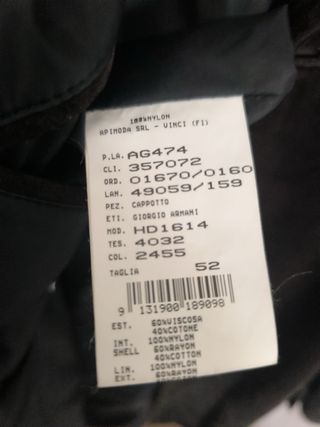 100%NYLON
APIMODA SRL - VINCI (FI)
P.LA. AG474
CLI. 357072
ORD. 01670/0160
LAN. 49059/159
PEZ. CAPPOTTO
ETI. GIORGIO ARMANI
MOD. HD1614
TES. 4032
COL. 2455
TAGLIA 52
9 131900 189098
EST. 60%VISCOSA
40%COTONE
INT. 100%NYLON
SHELL 60%RAYON
40%COTTON
LIN. 100%NYLON
EXT. 60%RAYON